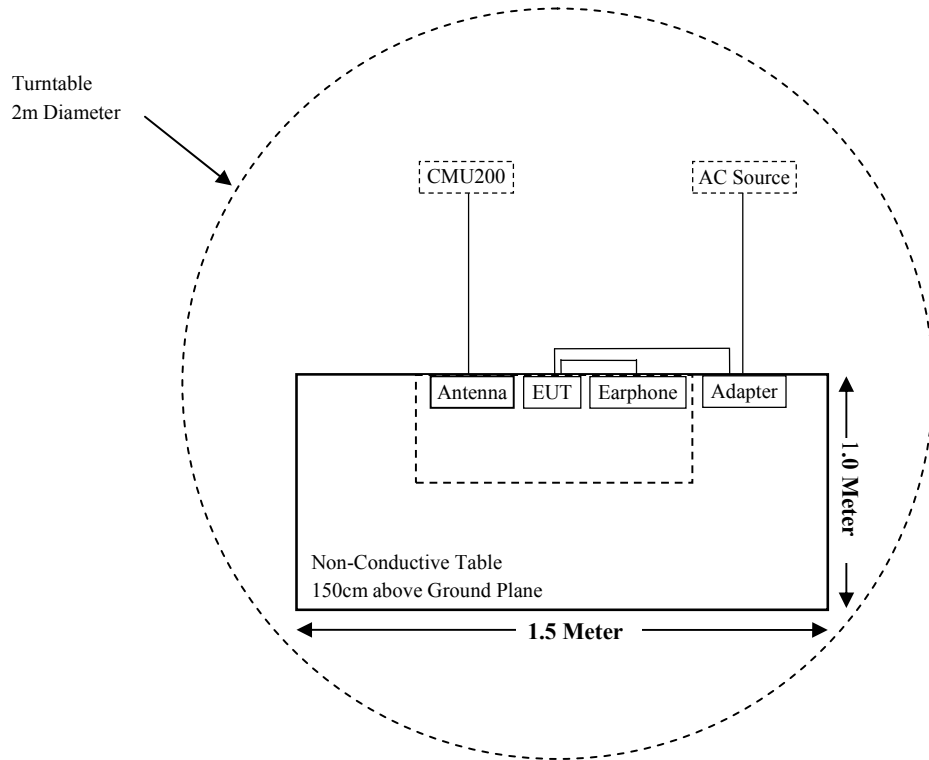 Turntable
2m Diameter
CMU200
AC Source
Antenna
EUT
Earphone
Adapter
1.0 Meter
Non-Conductive Table
150cm above Ground Plane
1.5 Meter